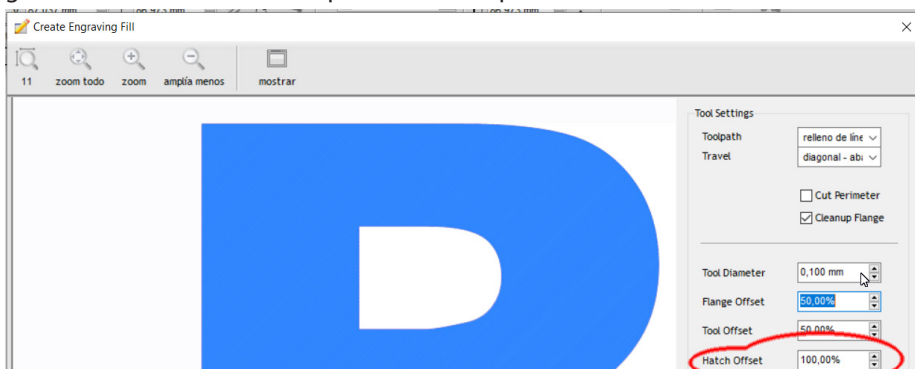 Create Engraving Fill
11 zoom todo zoom amplía menos mostrar
Tool Settings
Toolpath relleno de líne
Travel diagonal - aba
Cut Perimeter
Cleanup Flange
Tool Diameter 0,100 mm
Flange Offset 50,00%
Tool Offset 50,00%
Hatch Offset 100,00%